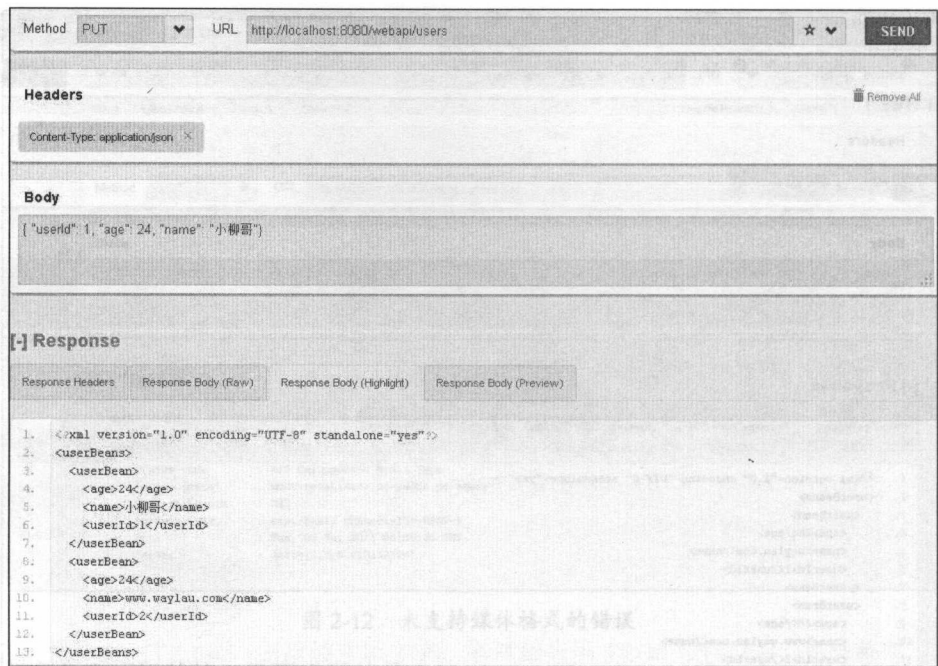 Method PUT URL http://localhost:8080/webapi/users SEND
Headers Remove All
Content-Type: application/json ×
Body
{ "userId": 1, "age": 24, "name": "小柳哥"}
[-] Response
Response Headers Response Body (Raw) Response Body (Highlight) Response Body (Preview)
1. <?xml version="1.0" encoding="UTF-8" standalone="yes"?>
2. <userBeans>
3. <userBean>
4. <age>24</age>
5. <name>小柳哥</name>
6. <userId>1</userId>
7. </userBean>
8. <userBean>
9. <age>24</age>
10. <name>www.waylau.com</name>
11. <userId>2</userId>
12. </userBean>
13. </userBeans>